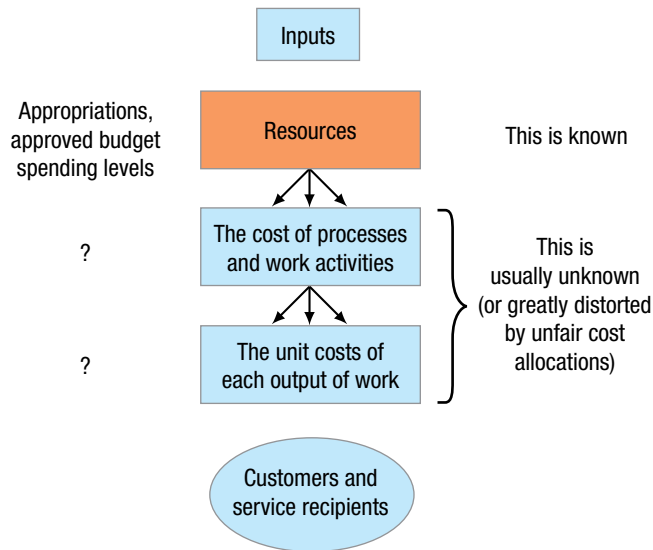 Inputs
Appropriations,
approved budget
spending levels
Resources
This is known
?
The cost of processes
and work activities
This is
usually unknown
(or greatly distorted
by unfair cost
allocations)
?
The unit costs of
each output of work
Customers and
service recipients